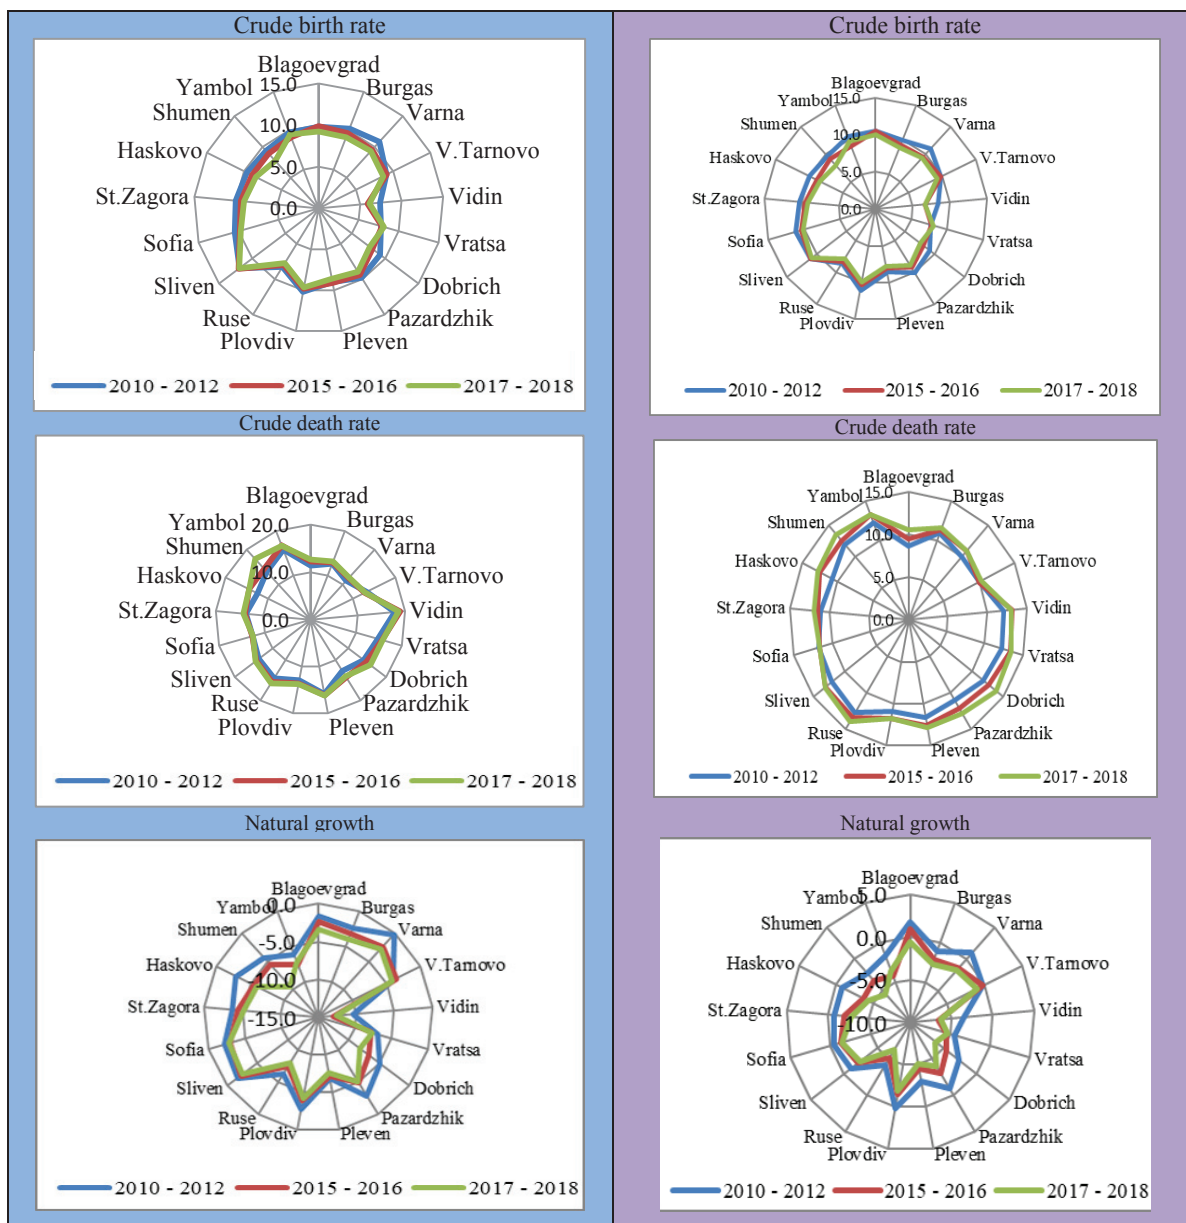 Crude birth rate
Blagoevgrad
15.0
Yambol
Burgas
Shumen
Varna
10.0
Haskovo
V.Tarnovo
5.0
St.Zagora
Vidin
0.0
Sofia
Vratsa
Sliven
Dobrich
Ruse
Pazardzhik
Plovdiv
Pleven
2010 - 2012 2015 - 2016 2017 - 2018
Crude birth rate
Blagoevgrad
15.0
Yambol
Burgas
Shumen
Varna
10.0
Haskovo
V.Tarnovo
5.0
St.Zagora
Vidin
0.0
Sofia
Vratsa
Sliven
Dobrich
Ruse
Pazardzhik
Plovdiv
Pleven
2010 - 2012 2015 - 2016 2017 - 2018
Crude death rate
Blagoevgrad
20.0
Yambol
Burgas
Shumen
Varna
10.0
Haskovo
V.Tarnovo
St.Zagora
Vidin
0.0
Sofia
Vratsa
Sliven
Dobrich
Ruse
Pazardzhik
Plovdiv
Pleven
2010 - 2012 2015 - 2016 2017 - 2018
Crude death rate
Blagoevgrad
15.0
Yambol
Burgas
Shumen
Varna
10.0
Haskovo
V.Tarnovo
5.0
St.Zagora
Vidin
0.0
Sofia
Vratsa
Sliven
Dobrich
Ruse
Pazardzhik
Plovdiv
Pleven
2010 - 2012 2015 - 2016 2017 - 2018
Natural growth
Blagoevgrad
0.0
Yambol
Burgas
Shumen
Varna
-5.0
Haskovo
V.Tarnovo
-10.0
St.Zagora
Vidin
-15.0
Sofia
Vratsa
Sliven
Dobrich
Ruse
Pazardzhik
Plovdiv
Pleven
2010 - 2012 2015 - 2016 2017 - 2018
Natural growth
Blagoevgrad
5.0
Yambol
Burgas
Shumen
Varna
0.0
Haskovo
V.Tarnovo
-5.0
St.Zagora
Vidin
-10.0
Sofia
Vratsa
Sliven
Dobrich
Ruse
Pazardzhik
Plovdiv
Pleven
2010 - 2012 2015 - 2016 2017 - 2018